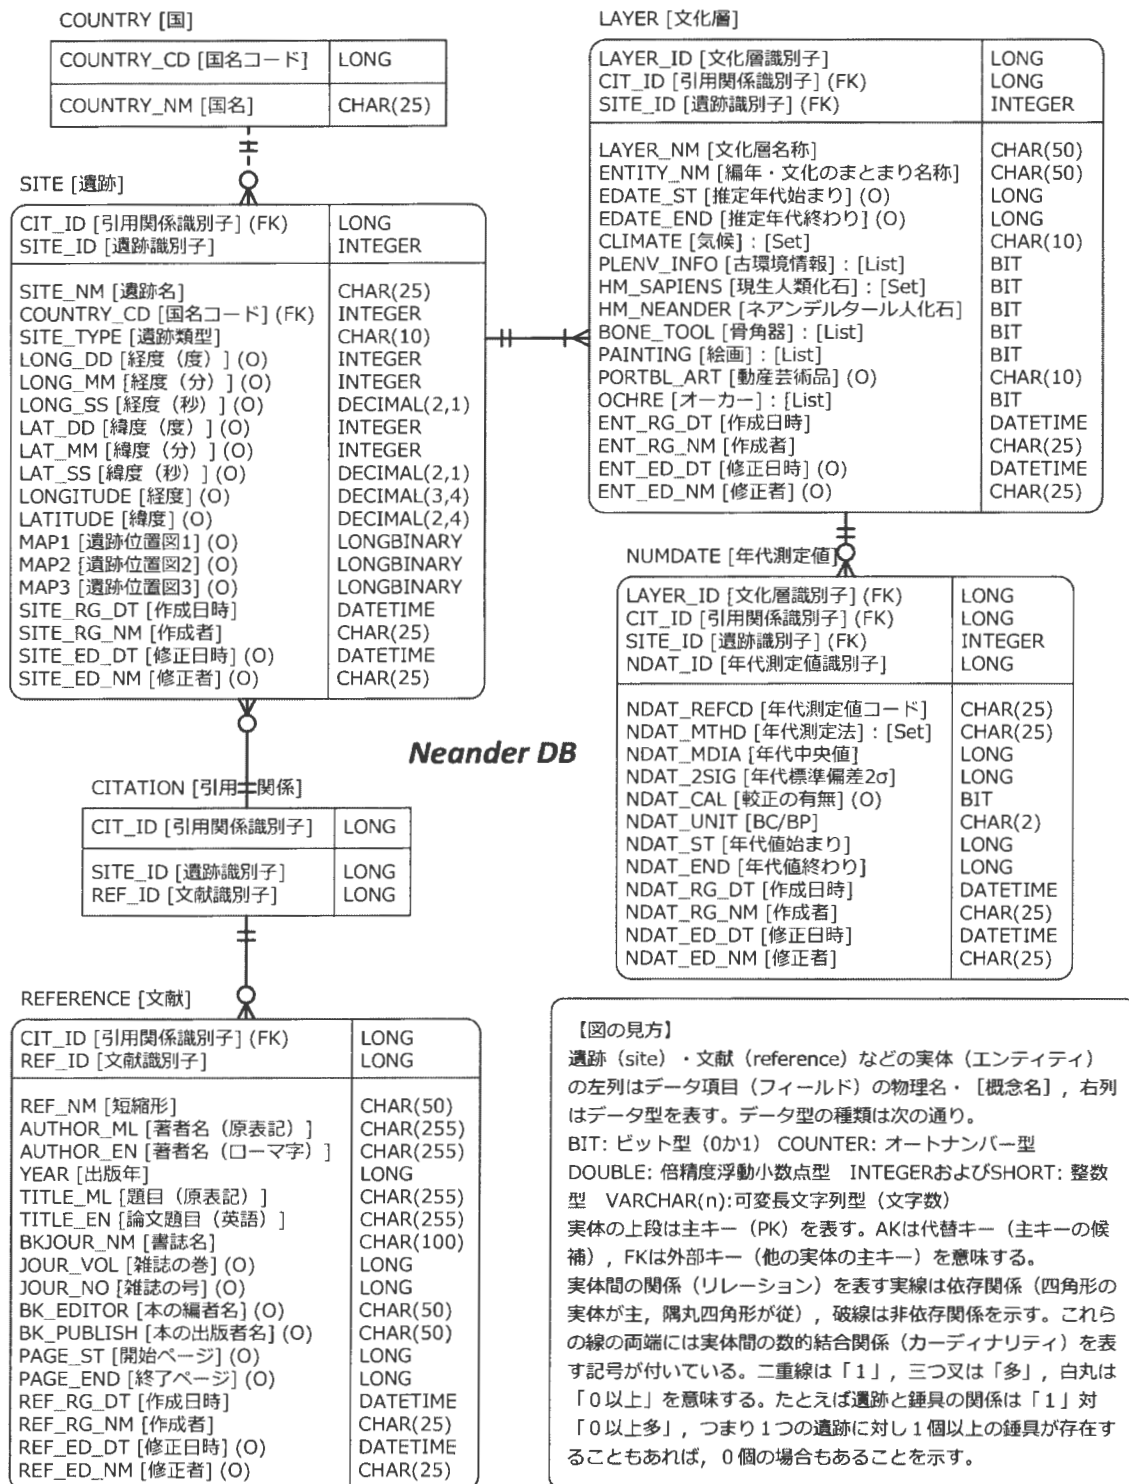 COUNTRY [国]
COUNTRY_CD [国名コード] LONG
COUNTRY_NM [国名] CHAR(25)
SITE [遺跡]
CIT_ID [引用関係識別子] (FK) LONG
SITE_ID [遺跡識別子] INTEGER
SITE_NM [遺跡名] CHAR(25)
COUNTRY_CD [国名コード] (FK) INTEGER
SITE_TYPE [遺跡類型] CHAR(10)
LONG_DD [経度（度）] (O) INTEGER
LONG_MM [経度（分）] (O) INTEGER
LONG_SS [経度（秒）] (O) DECIMAL(2,1)
LAT_DD [緯度（度）] (O) INTEGER
LAT_MM [緯度（分）] (O) INTEGER
LAT_SS [緯度（秒）] (O) DECIMAL(2,1)
LONGITUDE [経度] (O) DECIMAL(3,4)
LATITUDE [緯度] (O) DECIMAL(2,4)
MAP1 [遺跡位置図1] (O) LONGBINARY
MAP2 [遺跡位置図2] (O) LONGBINARY
MAP3 [遺跡位置図3] (O) LONGBINARY
SITE_RG_DT [作成日時] DATETIME
SITE_RG_NM [作成者] CHAR(25)
SITE_ED_DT [修正日時] (O) DATETIME
SITE_ED_NM [修正者] (O) CHAR(25)
CITATION [引用関係]
CIT_ID [引用関係識別子] LONG
SITE_ID [遺跡識別子] LONG
REF_ID [文献識別子] LONG
REFERENCE [文献]
CIT_ID [引用関係識別子] (FK) LONG
REF_ID [文献識別子] LONG
REF_NM [短縮形] CHAR(50)
AUTHOR_ML [著者名（原表記）] CHAR(255)
AUTHOR_EN [著者名（ローマ字）] CHAR(255)
YEAR [出版年] LONG
TITLE_ML [題目（原表記）] CHAR(255)
TITLE_EN [論文題目（英語）] CHAR(255)
BKJOUR_NM [書誌名] CHAR(100)
JOUR_VOL [雑誌の巻] (O) LONG
JOUR_NO [雑誌の号] (O) LONG
BK_EDITOR [本の編者名] (O) CHAR(50)
BK_PUBLISH [本の出版者名] (O) CHAR(50)
PAGE_ST [開始ページ] (O) LONG
PAGE_END [終了ページ] (O) LONG
REF_RG_DT [作成日時] DATETIME
REF_RG_NM [作成者] CHAR(25)
REF_ED_DT [修正日時] (O) DATETIME
REF_ED_NM [修正者] (O) CHAR(25)
LAYER [文化層]
LAYER_ID [文化層識別子] LONG
CIT_ID [引用関係識別子] (FK) LONG
SITE_ID [遺跡識別子] (FK) INTEGER
LAYER_NM [文化層名称] CHAR(50)
ENTITY_NM [編年・文化のまとまり名称] CHAR(50)
EDATE_ST [推定年代始まり] (O) LONG
EDATE_END [推定年代終わり] (O) LONG
CLIMATE [気候] : [Set] CHAR(10)
PLENV_INFO [古環境情報] : [List] BIT
HM_SAPIENS [現生人類化石] : [Set] BIT
HM_NEANDER [ネアンデルタール人化石] BIT
BONE_TOOL [骨角器] : [List] BIT
PAINTING [絵画] : [List] BIT
PORTBL_ART [動産芸術品] (O) CHAR(10)
OCHRE [オーカー] : [List] BIT
ENT_RG_DT [作成日時] DATETIME
ENT_RG_NM [作成者] CHAR(25)
ENT_ED_DT [修正日時] (O) DATETIME
ENT_ED_NM [修正者] (O) CHAR(25)
NUMDATE [年代測定値]
LAYER_ID [文化層識別子] (FK) LONG
CIT_ID [引用関係識別子] (FK) LONG
SITE_ID [遺跡識別子] (FK) INTEGER
NDAT_ID [年代測定値識別子] LONG
NDAT_REFCD [年代測定値コード] CHAR(25)
NDAT_MTHD [年代測定法] : [Set] CHAR(25)
NDAT_MDIA [年代中央値] LONG
NDAT_2SIG [年代標準偏差2σ] LONG
NDAT_CAL [較正の有無] (O) BIT
NDAT_UNIT [BC/BP] CHAR(2)
NDAT_ST [年代値始まり] LONG
NDAT_END [年代値終わり] LONG
NDAT_RG_DT [作成日時] DATETIME
NDAT_RG_NM [作成者] CHAR(25)
NDAT_ED_DT [修正日時] DATETIME
NDAT_ED_NM [修正者] CHAR(25)
Neander DB
【図の見方】
遺跡（site）・文献（reference）などの実体（エンティティ）
の左列はデータ項目（フィールド）の物理名・［概念名］，右列
はデータ型を表す。データ型の種類は次の通り。
BIT: ビット型（0か1） COUNTER: オートナンバー型
DOUBLE: 倍精度浮動小数点型 INTEGERおよびSHORT: 整数
型 VARCHAR(n):可変長文字列型（文字数）
実体の上段は主キー（PK）を表す。AKは代替キー（主キーの候
補），FKは外部キー（他の実体の主キー）を意味する。
実体間の関係（リレーション）を表す実線は依存関係（四角形の
実体が主，隅丸四角形が従），破線は非依存関係を示す。これら
の線の両端には実体間の数的結合関係（カーディナリティ）を表
す記号が付いている。二重線は「１」，三つ叉は「多」，白丸は
「０以上」を意味する。たとえば遺跡と錘具の関係は「１」対
「０以上多」，つまり１つの遺跡に対し１個以上の錘具が存在す
ることもあれば，０個の場合もあることを示す。